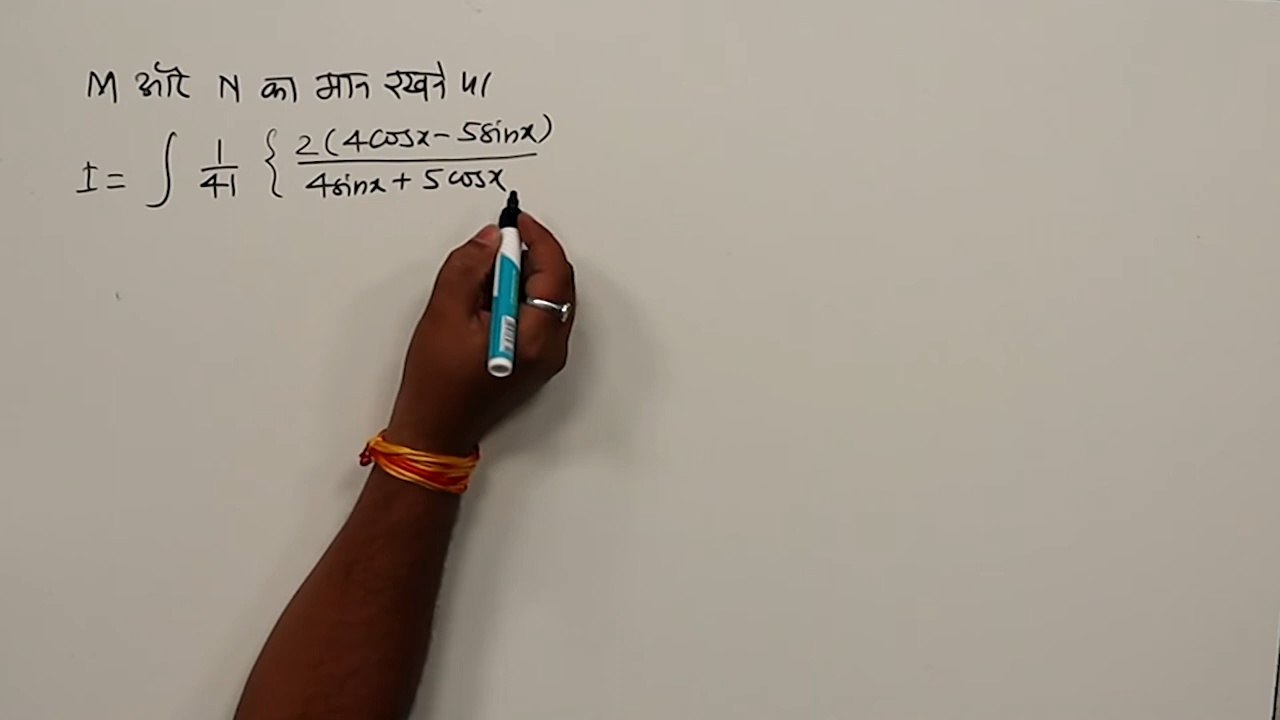 M और N का मान रखने पर
I = ∫ 1/41 { 2(4cosx - 5sinx) / 4sinx + 5cosx